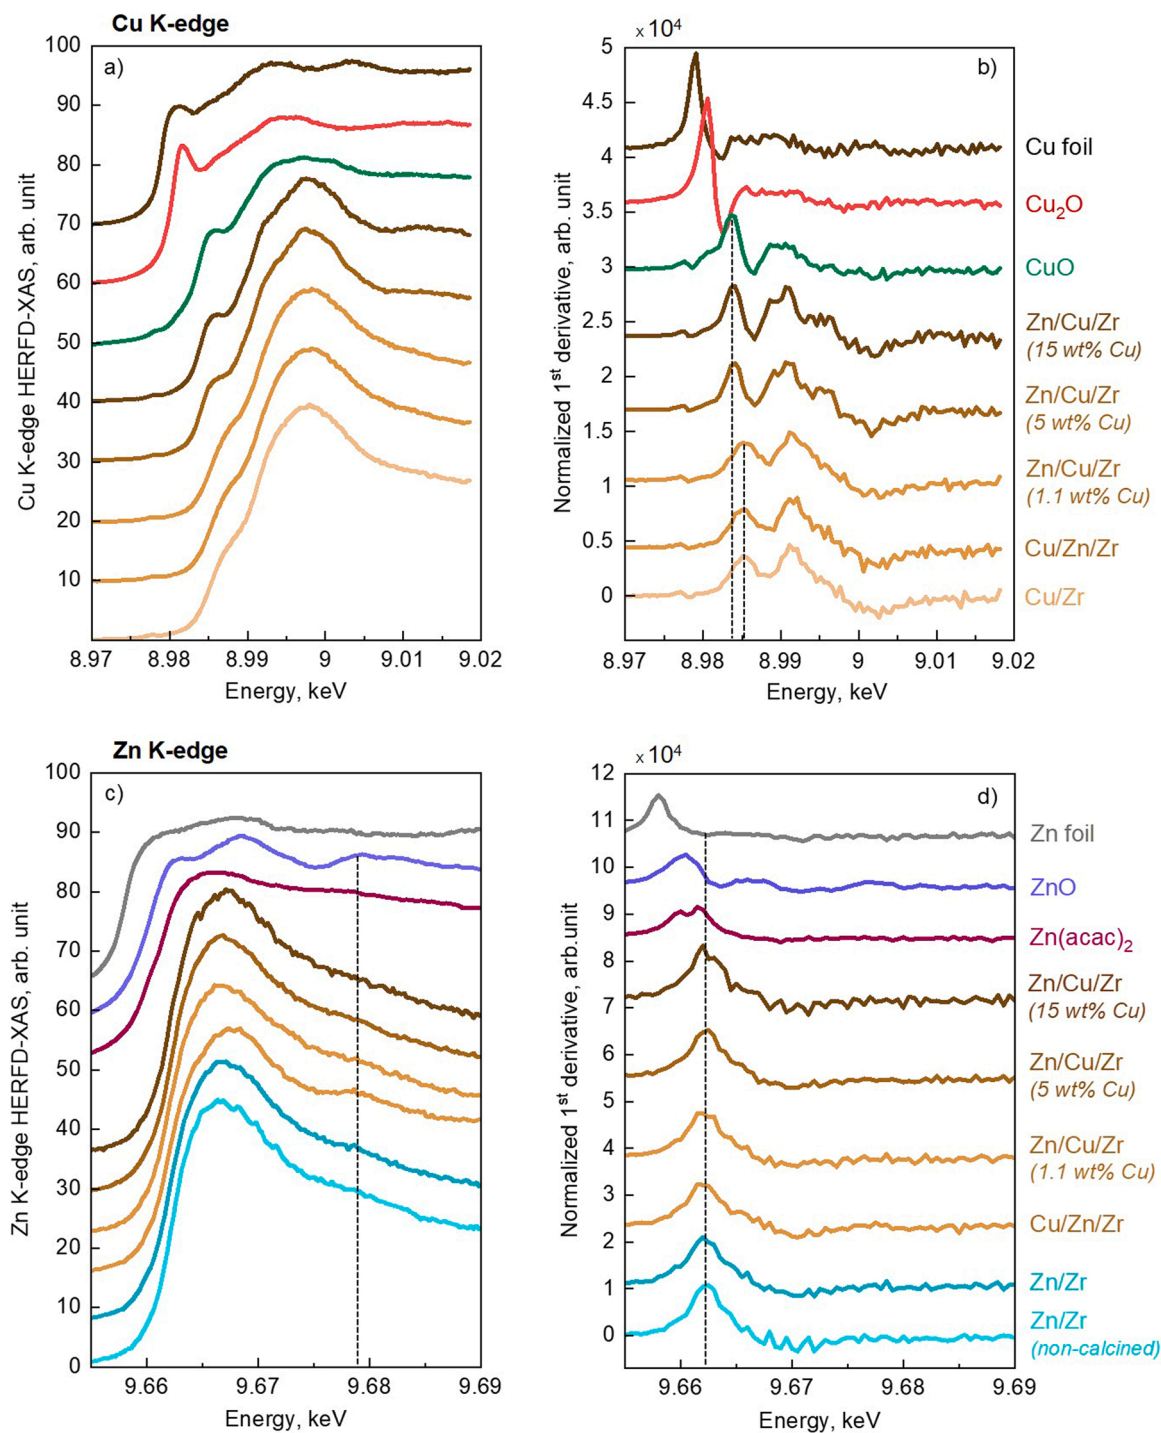 Cu K-edge
a)
Cu K-edge HERFD-XAS, arb. unit
100
90
80
70
60
50
40
30
20
10
8.97 8.98 8.99 9 9.01 9.02
Energy, keV
× 10⁴
b)
Normalized 1ˢᵗ derivative, arb. unit
5
4.5
4
3.5
3
2.5
2
1.5
1
0.5
0
8.97 8.98 8.99 9 9.01 9.02
Energy, keV
Cu foil
Cu₂O
CuO
Zn/Cu/Zr
(15 wt% Cu)
Zn/Cu/Zr
(5 wt% Cu)
Zn/Cu/Zr
(1.1 wt% Cu)
Cu/Zn/Zr
Cu/Zr
Zn K-edge
c)
Zn K-edge HERFD-XAS, arb. unit
100
90
80
70
60
50
40
30
20
10
0
9.66 9.67 9.68 9.69
Energy, keV
× 10⁴
d)
Normalized 1ˢᵗ derivative, arb.unit
12
11
10
9
8
7
6
5
4
3
2
1
0
9.66 9.67 9.68 9.69
Energy, keV
Zn foil
ZnO
Zn(acac)₂
Zn/Cu/Zr
(15 wt% Cu)
Zn/Cu/Zr
(5 wt% Cu)
Zn/Cu/Zr
(1.1 wt% Cu)
Cu/Zn/Zr
Zn/Zr
Zn/Zr
(non-calcined)